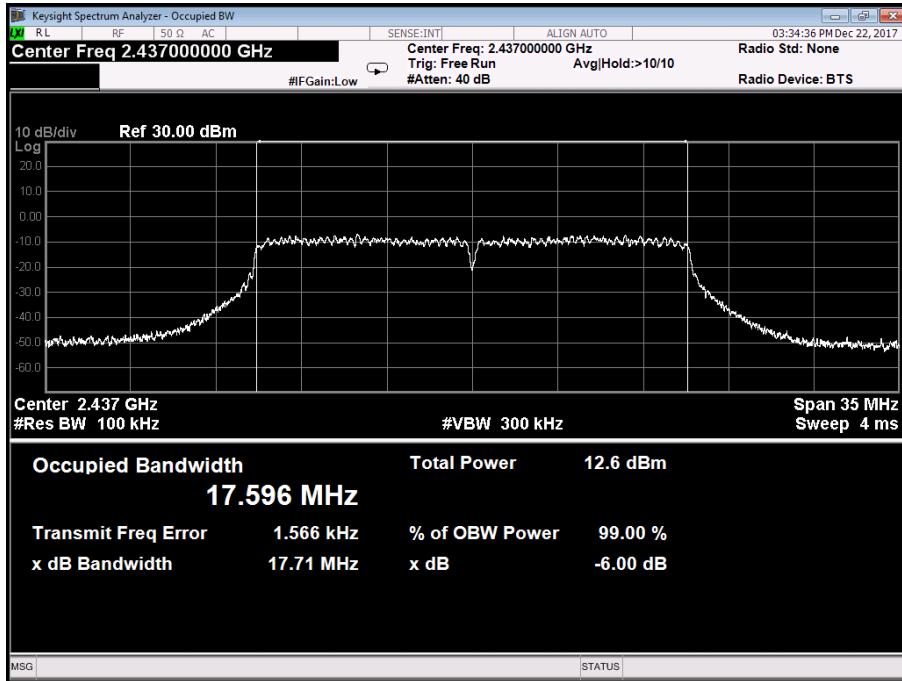 Keysight Spectrum Analyzer - Occupied BW
LXI RL RF 50 Ω AC SENSE:INT ALIGN AUTO 03:34:36 PM Dec 22, 2017
Center Freq 2.437000000 GHz
Center Freq: 2.437000000 GHz
Radio Std: None
Trig: Free Run Avg|Hold:>10/10
#IFGain:Low #Atten: 40 dB
Radio Device: BTS
10 dB/div Ref 30.00 dBm
Log
20.0
10.0
0.00
-10.0
-20.0
-30.0
-40.0
-50.0
-60.0
Center 2.437 GHz Span 35 MHz
#Res BW 100 kHz #VBW 300 kHz Sweep 4 ms
Occupied Bandwidth Total Power 12.6 dBm
17.596 MHz
Transmit Freq Error 1.566 kHz % of OBW Power 99.00 %
x dB Bandwidth 17.71 MHz x dB -6.00 dB
MSG STATUS